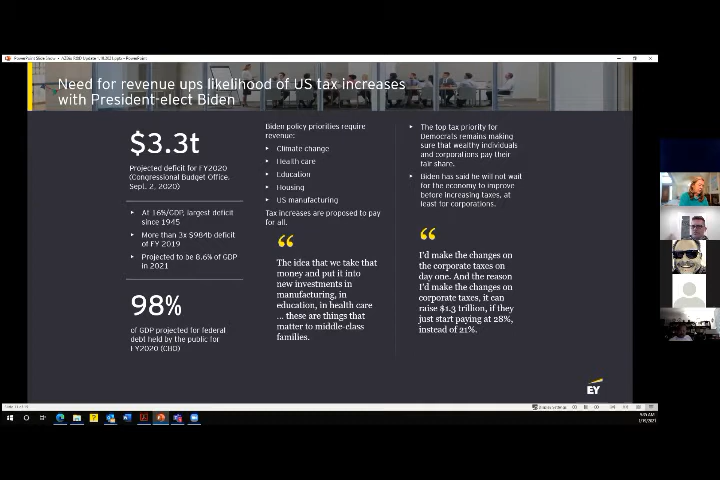 Need for revenue ups likelihood of US tax increases
with President-elect Biden
$3.3t
Projected deficit for FY2020
(Congressional Budget Office,
Sept. 2, 2020)
At 16%/GDP, largest deficit
since 1945
More than 3x $984b deficit
of FY 2019
Projected to be 8.6% of GDP
in 2021
98%
of GDP projected for federal
debt held by the public for
FY2020 (CBO)
Biden policy priorities require
revenue:
Climate change
Health care
Education
Housing
US manufacturing
Tax increases are proposed to pay
for all.
“
The idea that we take that
money and put it into
new investments in
manufacturing, in
education, in health care
... these are things that
matter to middle-class
families.
The top tax priority for
Democrats remains making
sure that wealthy individuals
and corporations pay their
fair share.
Biden has said he will not wait
for the economy to improve
before increasing taxes, at
least for corporations.
“
I'd make the changes on
the corporate taxes on
day one. And the reason
I'd make the changes on
corporate taxes, it can
raise $1.3 trillion, if they
just start paying at 28%,
instead of 21%.
EY
Display Settings